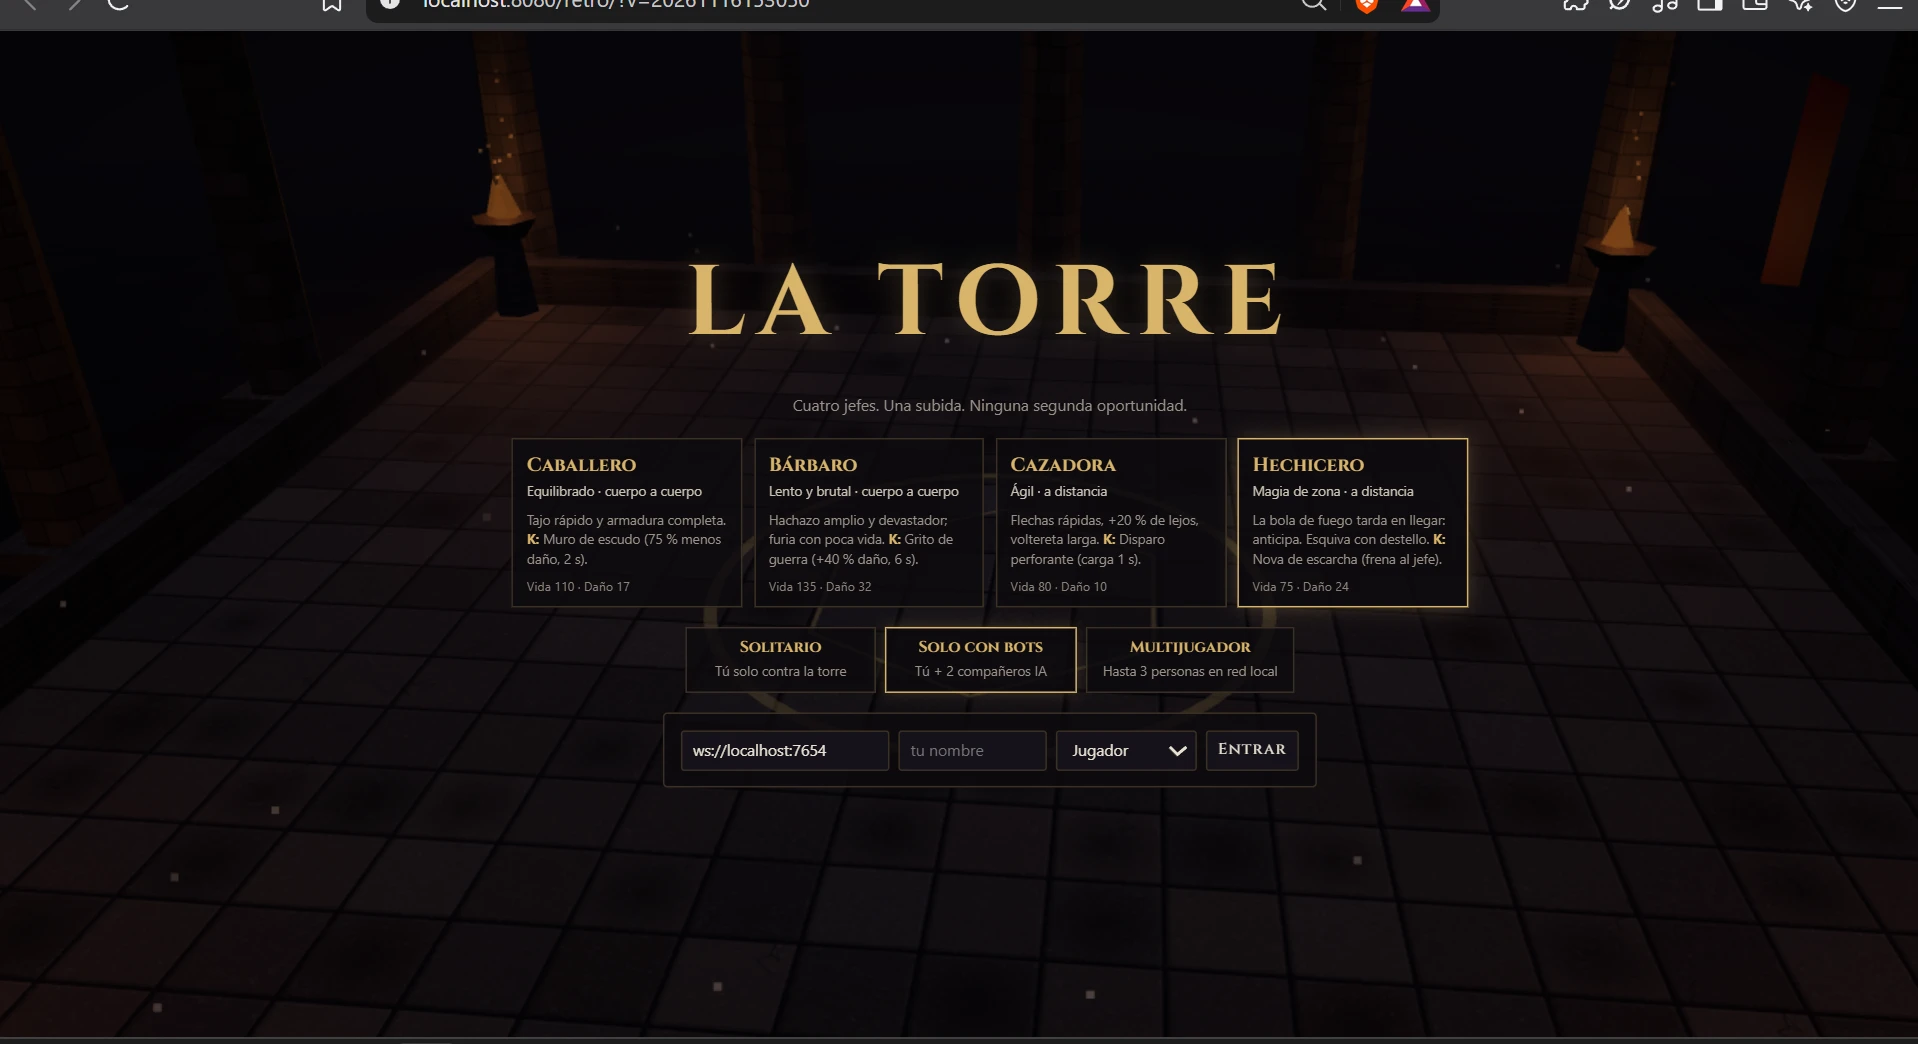 LA TORRE
Cuatro jefes. Una subida. Ninguna segunda oportunidad.
CABALLERO
Equilibrado · cuerpo a cuerpo
Tajo rápido y armadura completa.
K: Muro de escudo (75 % menos
daño, 2 s).
Vida 110 · Daño 17
BÁRBARO
Lento y brutal · cuerpo a cuerpo
Hachazo amplio y devastador;
furia con poca vida. K: Grito de
guerra (+40 % daño, 6 s).
Vida 135 · Daño 32
CAZADORA
Ágil · a distancia
Flechas rápidas, +20 % de lejos,
voltereta larga. K: Disparo
perforante (carga 1 s).
Vida 80 · Daño 10
HECHICERO
Magia de zona · a distancia
La bola de fuego tarda en llegar:
anticipa. Esquiva con destello. K:
Nova de escarcha (frena al jefe).
Vida 75 · Daño 24
SOLITARIO
Tú solo contra la torre
SOLO CON BOTS
Tú + 2 compañeros IA
MULTIJUGADOR
Hasta 3 personas en red local
ws://localhost:7654
tu nombre
Jugador
ENTRAR